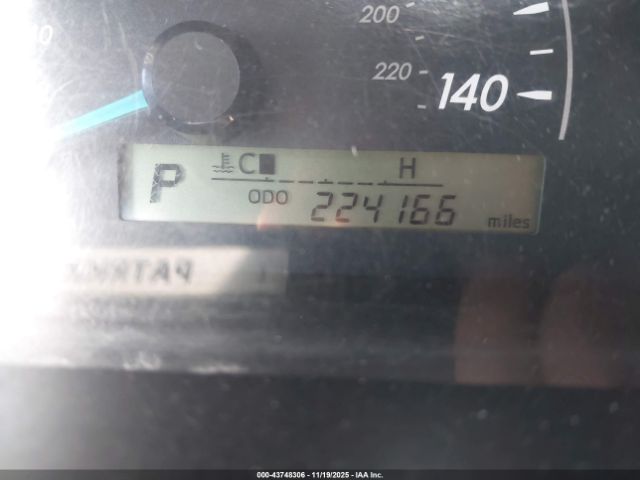 200
220
140
P C H
ODO 224166 miles
000-43748306 - 11/19/2025 - IAA Inc.